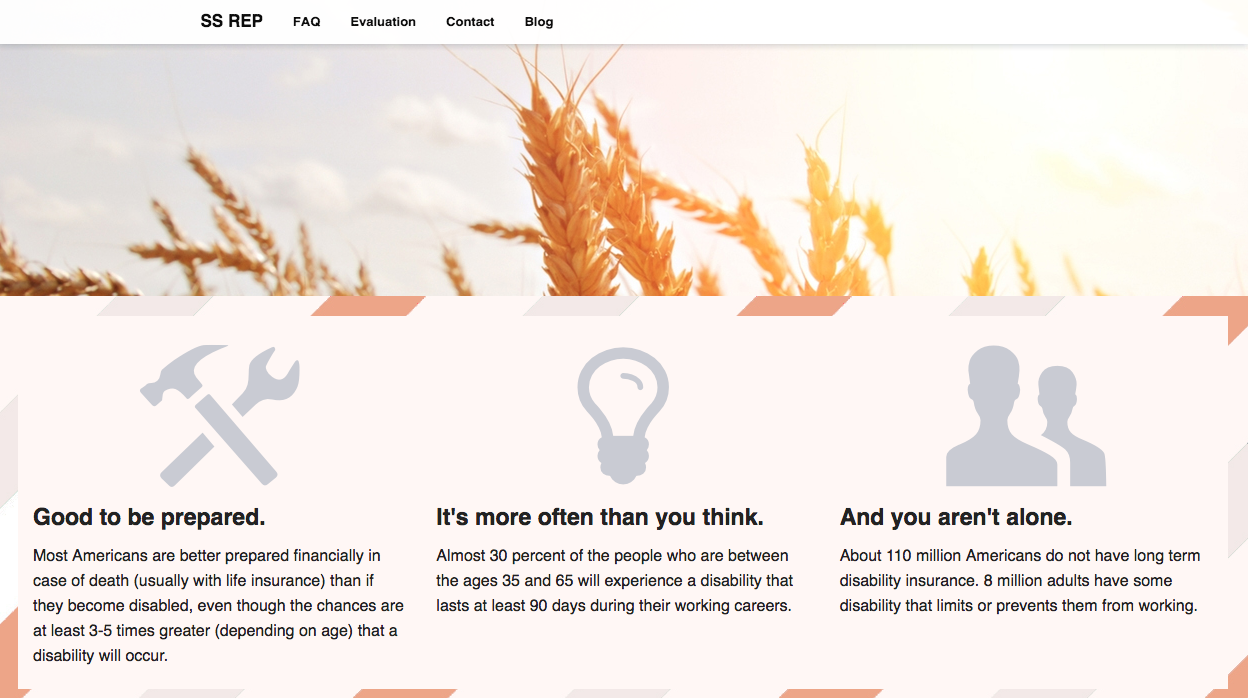 SS REP FAQ Evaluation Contact Blog
Good to be prepared.
Most Americans are better prepared financially in
case of death (usually with life insurance) than if
they become disabled, even though the chances are
at least 3-5 times greater (depending on age) that a
disability will occur.
It's more often than you think.
Almost 30 percent of the people who are between
the ages 35 and 65 will experience a disability that
lasts at least 90 days during their working careers.
And you aren't alone.
About 110 million Americans do not have long term
disability insurance. 8 million adults have some
disability that limits or prevents them from working.